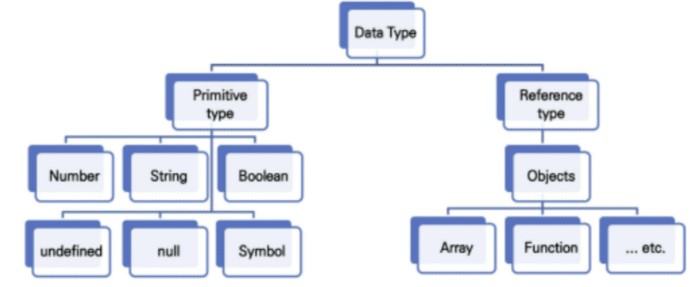 Data Type
Primitive
type
Reference
type
Number
String
Boolean
Objects
undefined
null
Symbol
Array
Function
... etc.